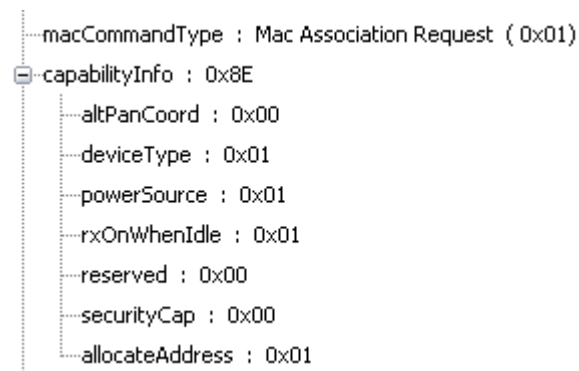 macCommandType : Mac Association Request ( 0x01)
capabilityInfo : 0x8E
altPanCoord : 0x00
deviceType : 0x01
powerSource : 0x01
rxOnWhenIdle : 0x01
reserved : 0x00
securityCap : 0x00
allocateAddress : 0x01